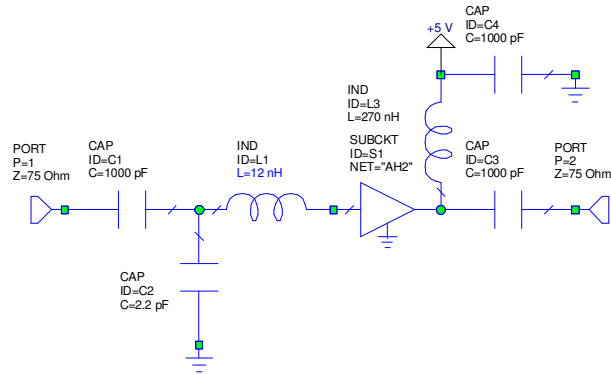 CAP
ID=C4
C=1000 pF
+5 V
IND
ID=L3
L=270 nH
PORT
P=1
Z=75 Ohm
CAP
ID=C1
C=1000 pF
IND
ID=L1
L=12 nH
SUBCKT
ID=S1
NET="AH2"
CAP
ID=C3
C=1000 pF
PORT
P=2
Z=75 Ohm
CAP
ID=C2
C=2.2 pF